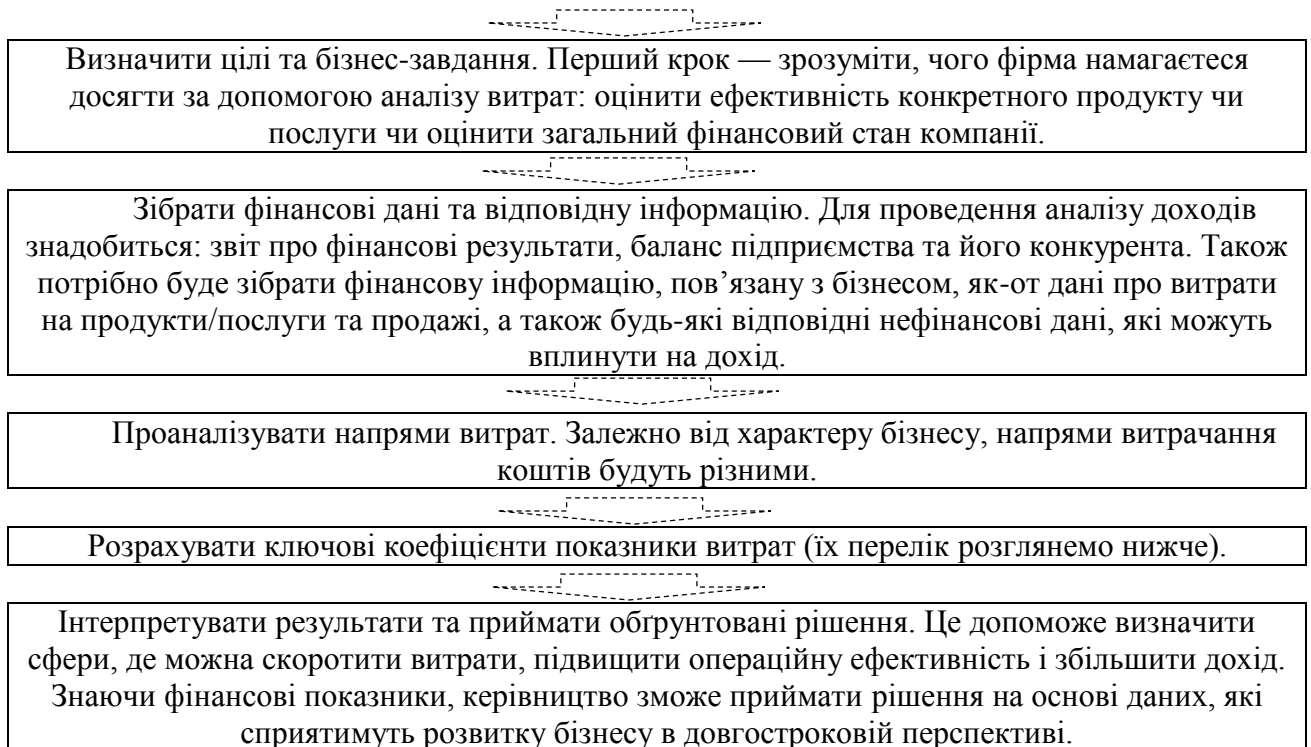 Визначити цілі та бізнес-завдання. Перший крок — зрозуміти, чого фірма намагаєтеся
досягти за допомогою аналізу витрат: оцінити ефективність конкретного продукту чи
послуги чи оцінити загальний фінансовий стан компанії.
Зібрати фінансові дані та відповідну інформацію. Для проведення аналізу доходів
знадобиться: звіт про фінансові результати, баланс підприємства та його конкурента. Також
потрібно буде зібрати фінансову інформацію, пов’язану з бізнесом, як-от дані про витрати
на продукти/послуги та продажі, а також будь-які відповідні нефінансові дані, які можуть
вплинути на дохід.
Проаналізувати напрями витрат. Залежно від характеру бізнесу, напрями витрачання
коштів будуть різними.
Розрахувати ключові коефіцієнти показники витрат (їх перелік розглянемо нижче).
Інтерпретувати результати та приймати обґрунтовані рішення. Це допоможе визначити
сфери, де можна скоротити витрати, підвищити операційну ефективність і збільшити дохід.
Знаючи фінансові показники, керівництво зможе приймати рішення на основі даних, які
сприятимуть розвитку бізнесу в довгостроковій перспективі.